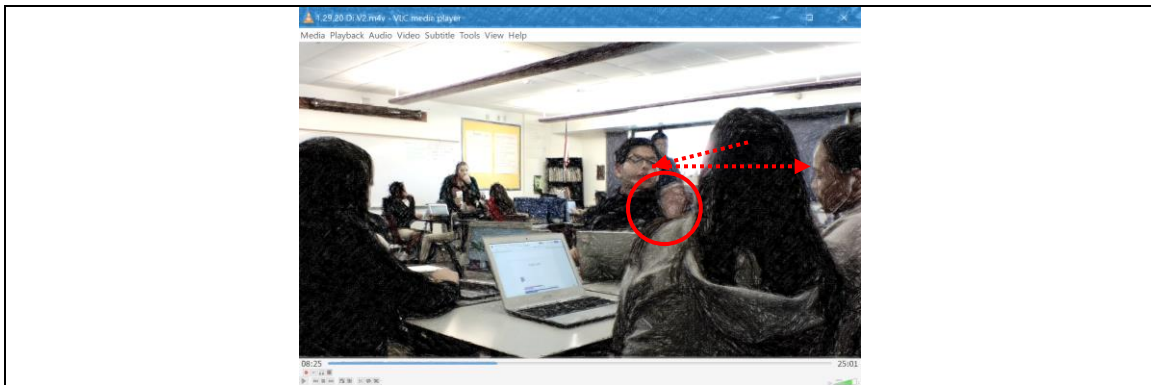 1.29.20 Di V2.m4v - VLC media player
Media Playback Audio Video Subtitle Tools View Help
08:25 25:01